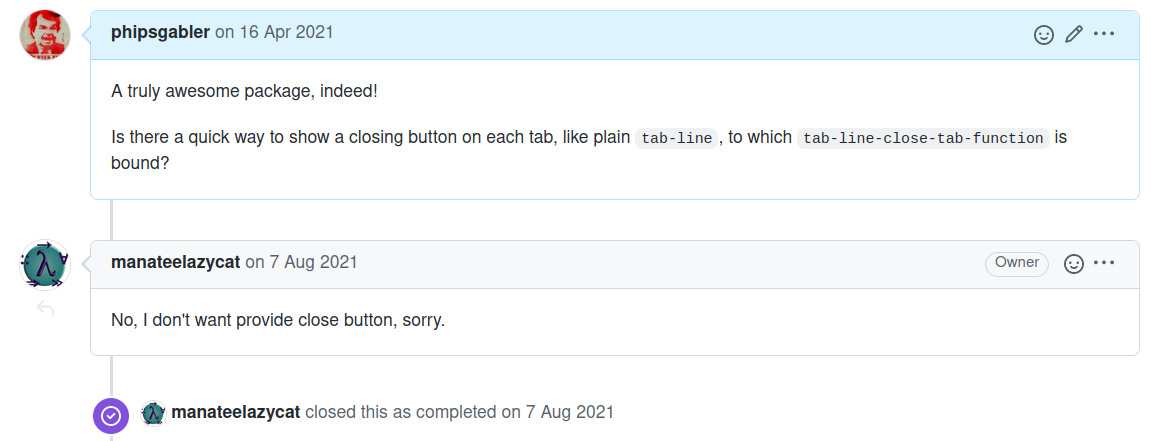 phipsgabler on 16 Apr 2021
A truly awesome package, indeed!
Is there a quick way to show a closing button on each tab, like plain tab-line, to which tab-line-close-tab-function is
bound?
manateelazycat on 7 Aug 2021
Owner
No, I don't want provide close button, sorry.
manateelazycat closed this as completed on 7 Aug 2021